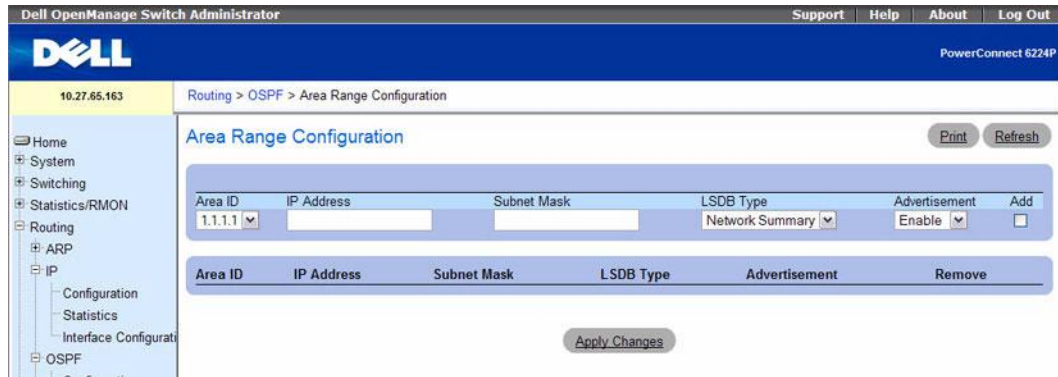 Dell OpenManage Switch Administrator
Support Help About Log Out
DELL
PowerConnect 6224P
10.27.65.163
Routing > OSPF > Area Range Configuration
Home
System
Switching
Statistics/RMON
Routing
ARP
IP
Configuration
Statistics
Interface Configurati
OSPF
Area Range Configuration
Print Refresh
Area ID IP Address Subnet Mask LSDB Type Advertisement Add
1.1.1.1 Network Summary Enable
Area ID IP Address Subnet Mask LSDB Type Advertisement Remove
Apply Changes